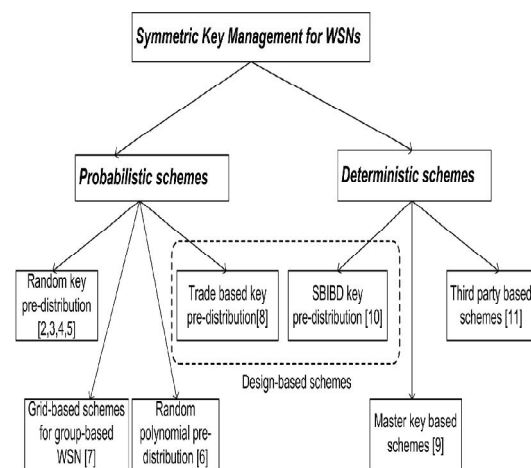 Symmetric Key Management for WSNs
Probabilistic schemes
Deterministic schemes
Random key
pre-distribution
[2,3,4,5]
Trade based key
pre-distribution[8]
SBIBD key
pre-distribution [10]
Third party based
schemes [11]
Design-based schemes
Grid-based schemes
for group-based
WSN [7]
Random
polynomial pre-
distribution [6]
Master key based
schemes [9]